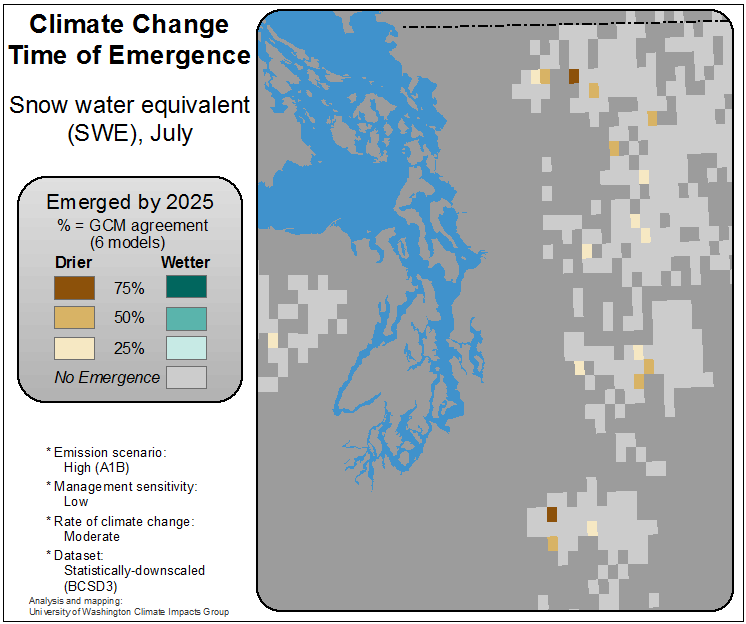 Climate Change
Time of Emergence
Snow water equivalent
(SWE), July
Emerged by 2025
% = GCM agreement
(6 models)
Drier Wetter
75%
50%
25%
No Emergence
* Emission scenario:
High (A1B)
* Management sensitivity:
Low
* Rate of climate change:
Moderate
* Dataset:
Statistically-downscaled
(BCSD3)
Analysis and mapping:
University of Washington Climate Impacts Group